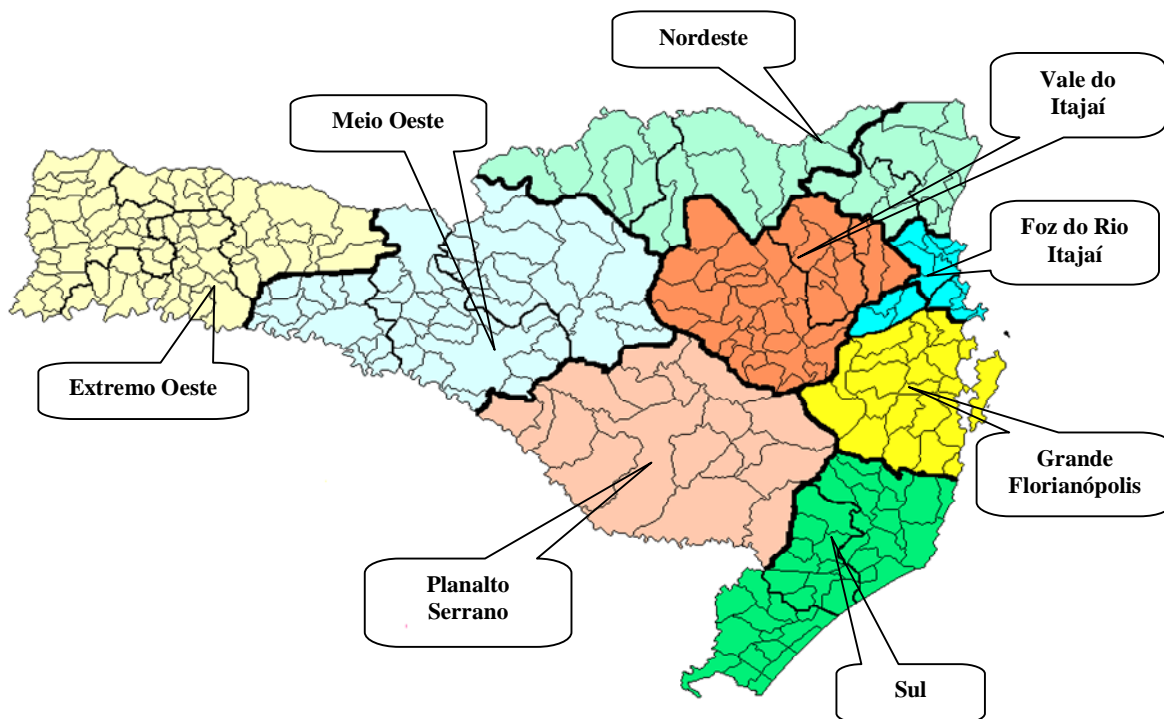 Nordeste
Vale do
Itajaí
Meio Oeste
Foz do Rio
Itajaí
Extremo Oeste
Grande
Florianópolis
Planalto
Serrano
Sul